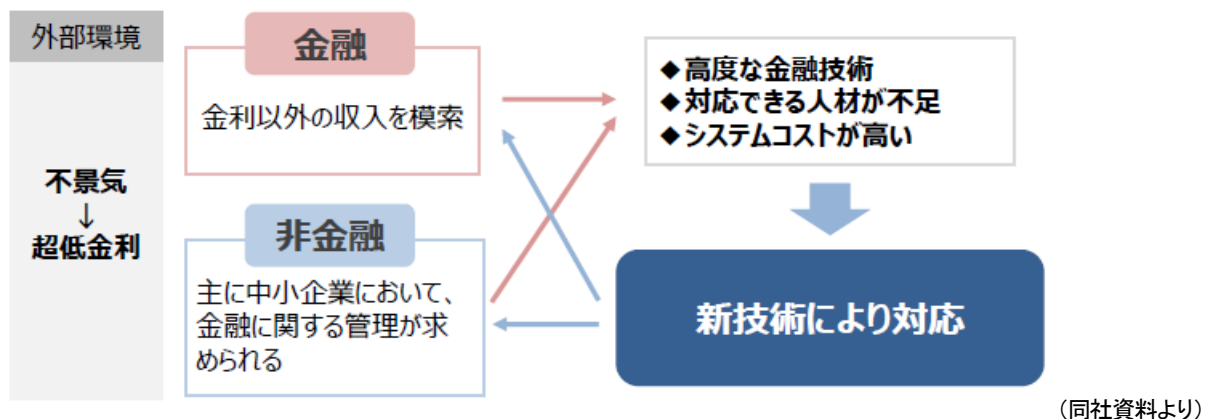 外部環境
不景気
↓
超低金利
金融
金利以外の収入を模索
非金融
主に中小企業において、
金融に関する管理が求
められる
◆高度な金融技術
◆対応できる人材が不足
◆システムコストが高い
新技術により対応
（同社資料より）